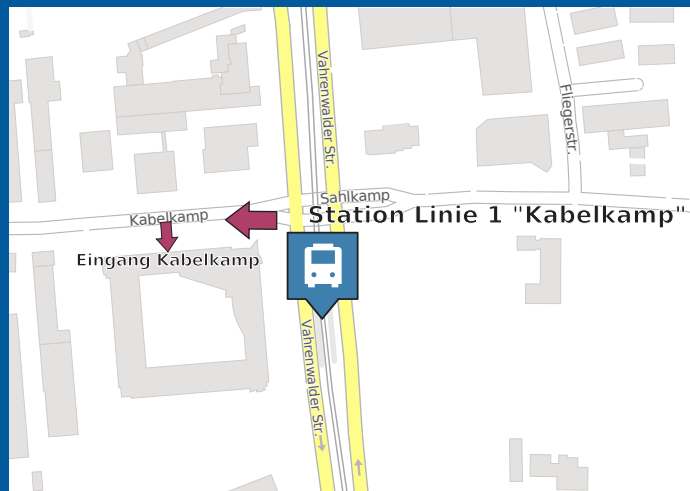 Vahrenwalder Str.
Fliegerstr.
Sahlkamp
Kabelkamp
Station Linie 1 "Kabelkamp"
Eingang Kabelkamp
Vahrenwalder Str.